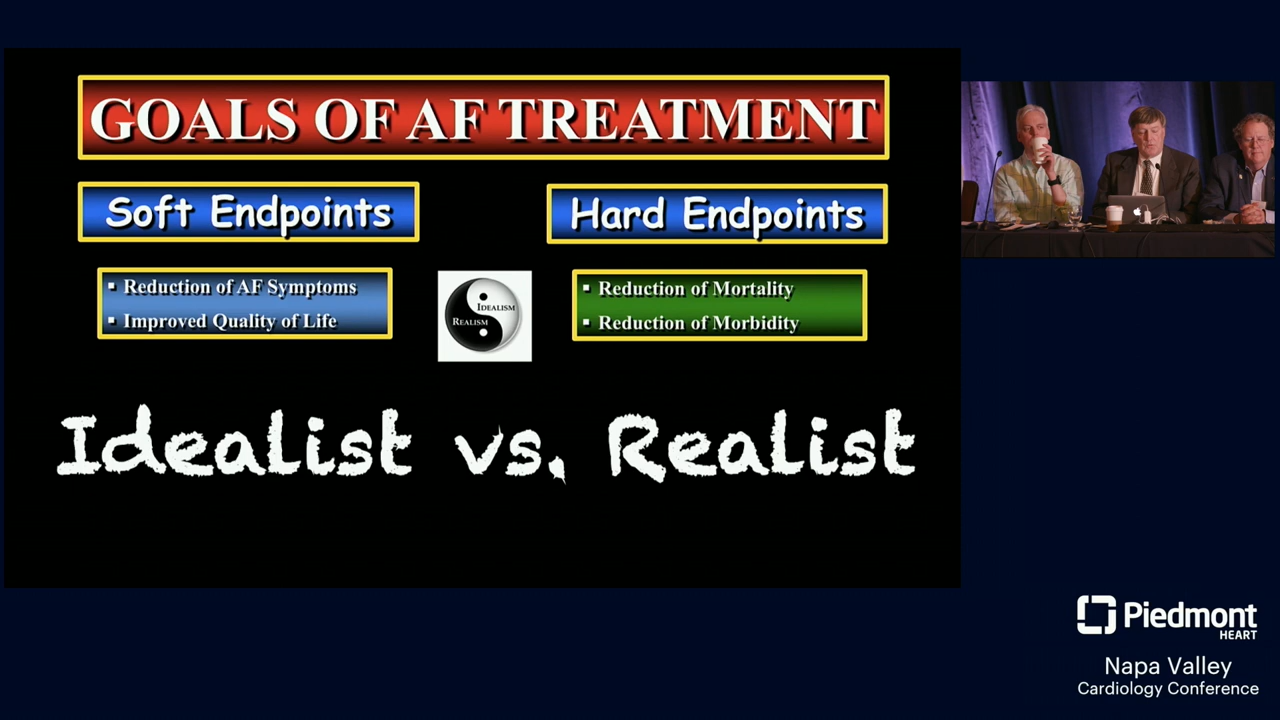 GOALS OF AF TREATMENT
Soft Endpoints
Hard Endpoints
▪ Reduction of AF Symptoms
▪ Improved Quality of Life
IDEALISM
REALISM
▪ Reduction of Mortality
▪ Reduction of Morbidity
Idealist vs. Realist
Piedmont
HEART
Napa Valley
Cardiology Conference